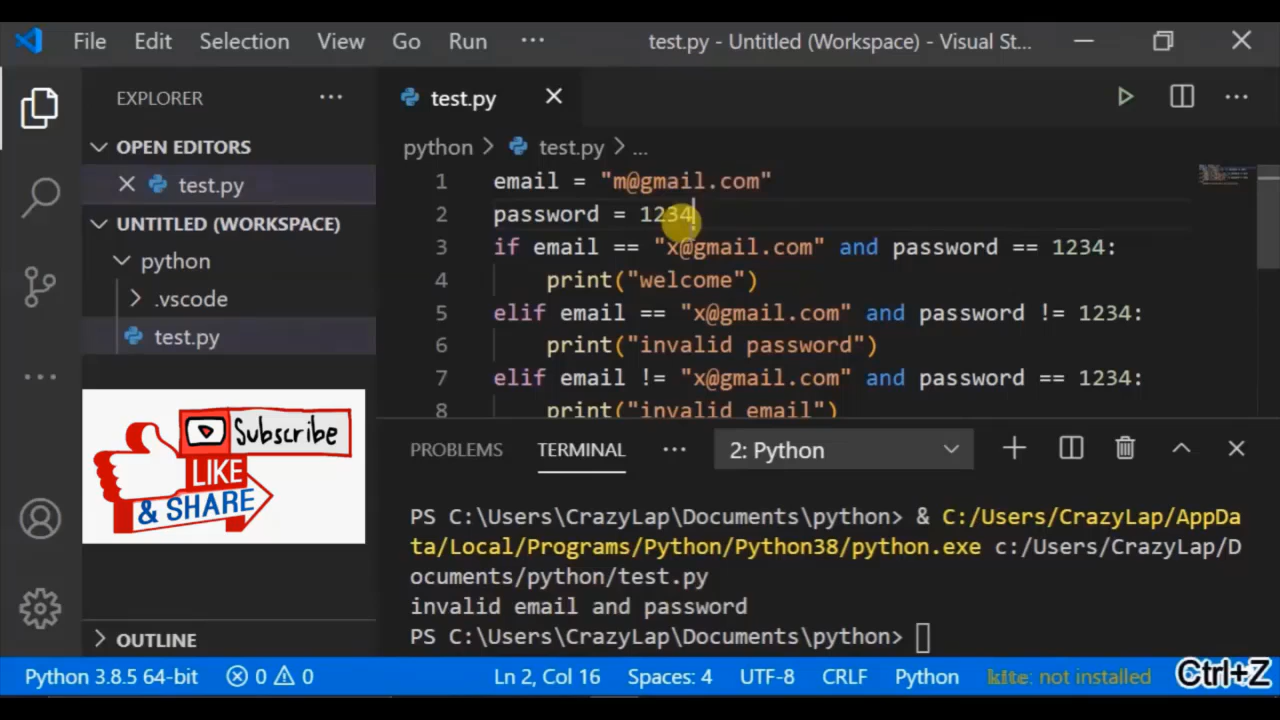 File Edit Selection View Go Run ··· test.py - Untitled (Workspace) - Visual St...
EXPLORER ···
OPEN EDITORS
test.py
UNTITLED (WORKSPACE)
python
.vscode
test.py
Subscribe
LIKE
& SHARE
OUTLINE
test.py
python > test.py > ...
1 email = "m@gmail.com"
2 password = 1234
3 if email == "x@gmail.com" and password == 1234:
4 print("welcome")
5 elif email == "x@gmail.com" and password != 1234:
6 print("invalid password")
7 elif email != "x@gmail.com" and password == 1234:
8 print("invalid email")
PROBLEMS TERMINAL ··· 2: Python
PS C:\Users\CrazyLap\Documents\python> & C:/Users/CrazyLap/AppDa
ta/Local/Programs/Python/Python38/python.exe c:/Users/CrazyLap/D
ocuments/python/test.py
invalid email and password
PS C:\Users\CrazyLap\Documents\python>
Python 3.8.5 64-bit 0 0 Ln 2, Col 16 Spaces: 4 UTF-8 CRLF Python kite: not installed Ctrl+Z